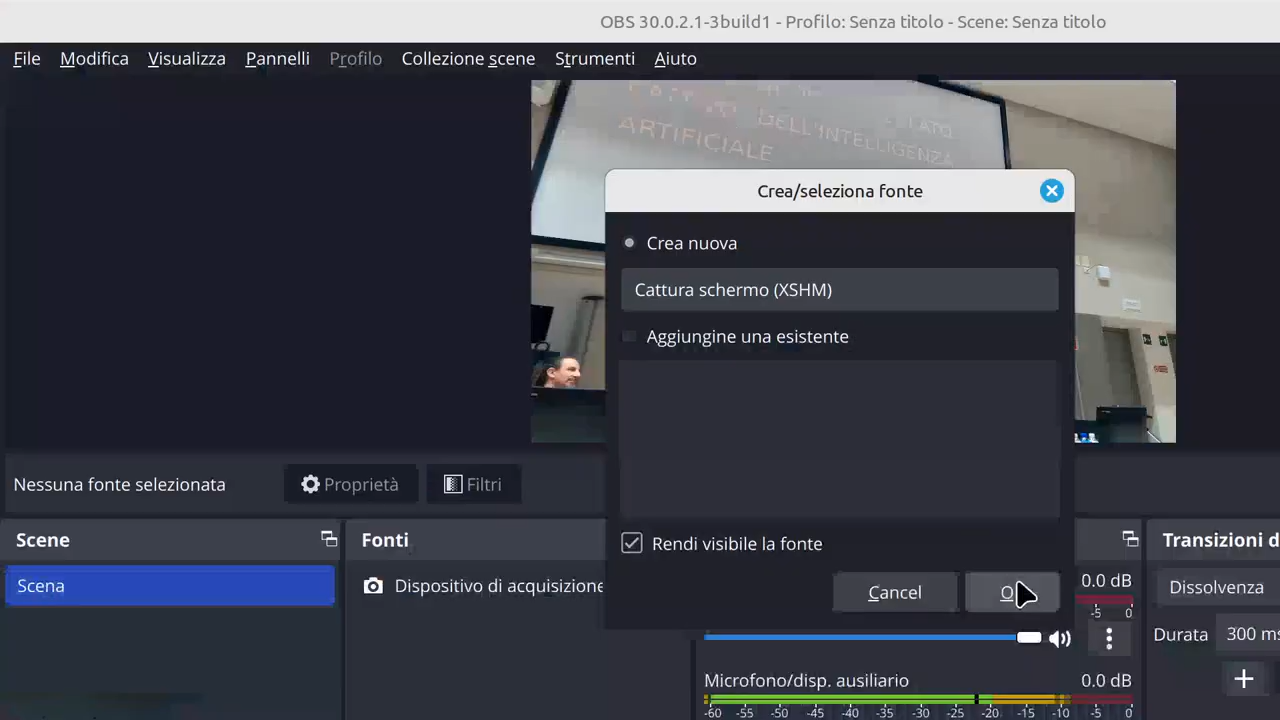 OBS 30.0.2.1-3build1 - Profilo: Senza titolo - Scene: Senza titolo
File Modifica Visualizza Pannelli Profilo Collezione scene Strumenti Aiuto
DELL'INTELLIGENZA
ARTIFICIALE
Crea/seleziona fonte
Crea nuova
Cattura schermo (XSHM)
Aggiungine una esistente
Nessuna fonte selezionata Proprietà Filtri
Rendi visibile la fonte
Scene Fonti Transizioni d
Scena Dispositivo di acquisizione Cancel O 0.0 dB Dissolvenza
-5 0
Durata 300 ms
Microfono/disp. ausiliario 0.0 dB
-60 -55 -50 -45 -40 -35 -30 -25 -20 -15 -10 -5 0